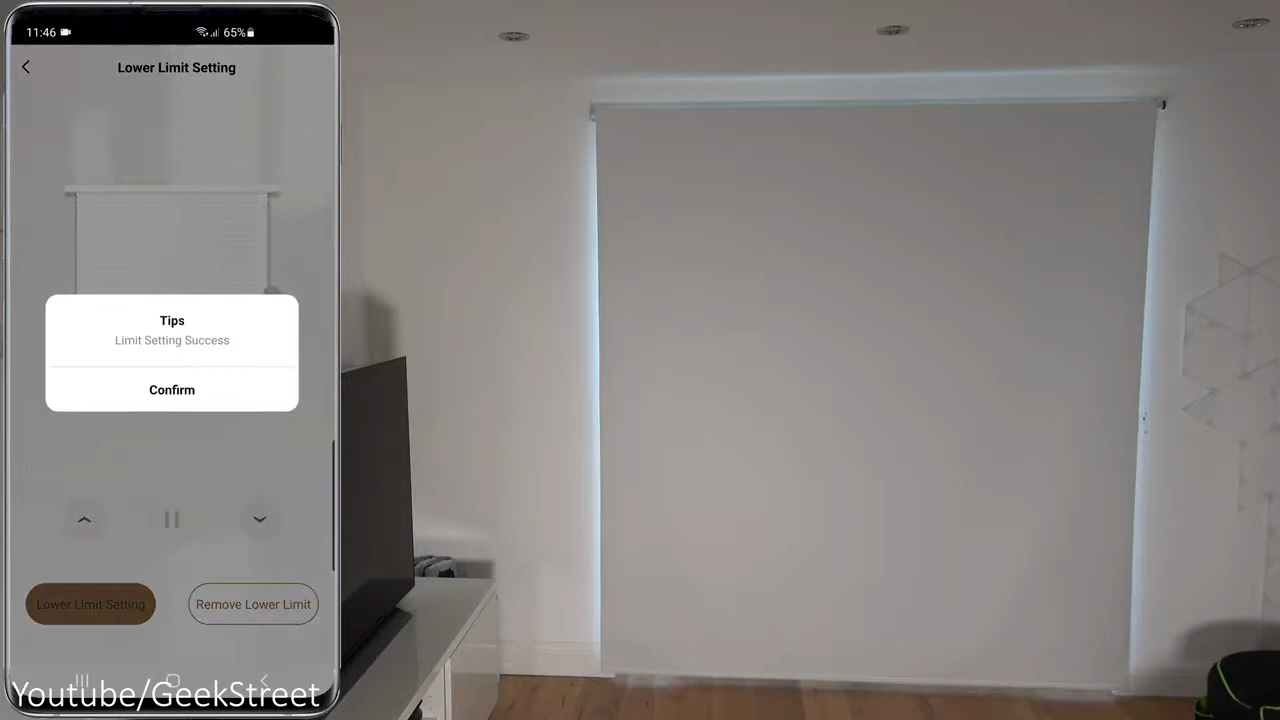 11:46
65%
Lower Limit Setting
Tips
Limit Setting Success
Confirm
Lower Limit Setting
Remove Lower Limit
Youtube/GeekStreet